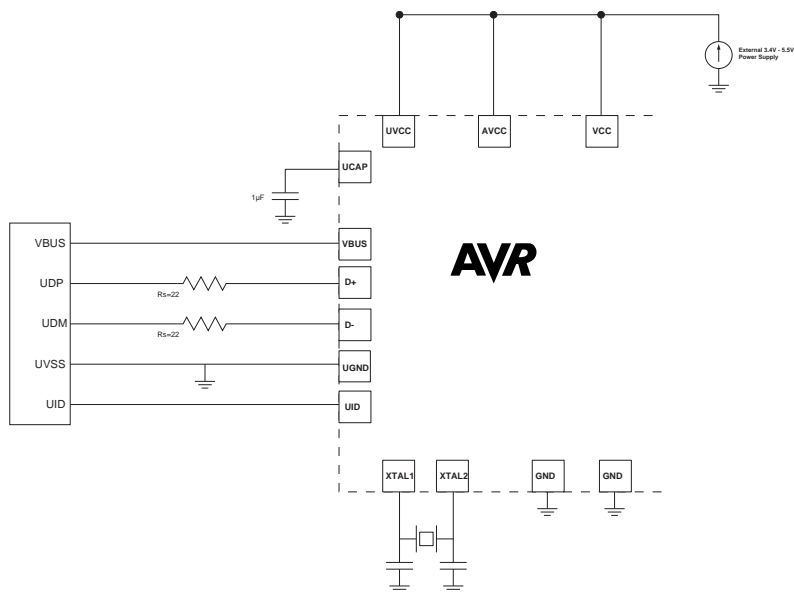 External 3.4V - 5.5V
Power Supply
UVCC
AVCC
VCC
UCAP
1µF
VBUS
VBUS
AVR
UDP
D+
Rs=22
UDM
D-
Rs=22
UVSS
UGND
UID
UID
XTAL1
XTAL2
GND
GND